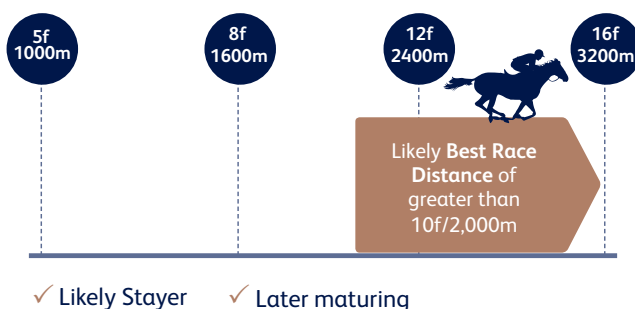 5f
1000m
8f
1600m
12f
2400m
16f
3200m
Likely Best Race
Distance of
greater than
10f/2,000m
✓ Likely Stayer
✓ Later maturing